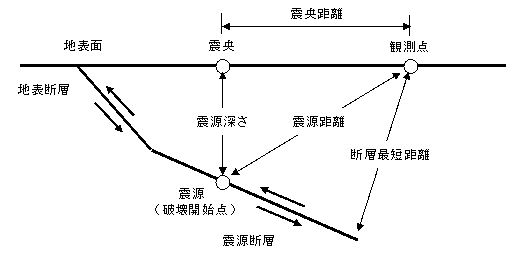 震央距離
地表面
震央
観測点
地表断層
震源深さ
震源距離
断層最短距離
震源
（破壊開始点）
震源断層